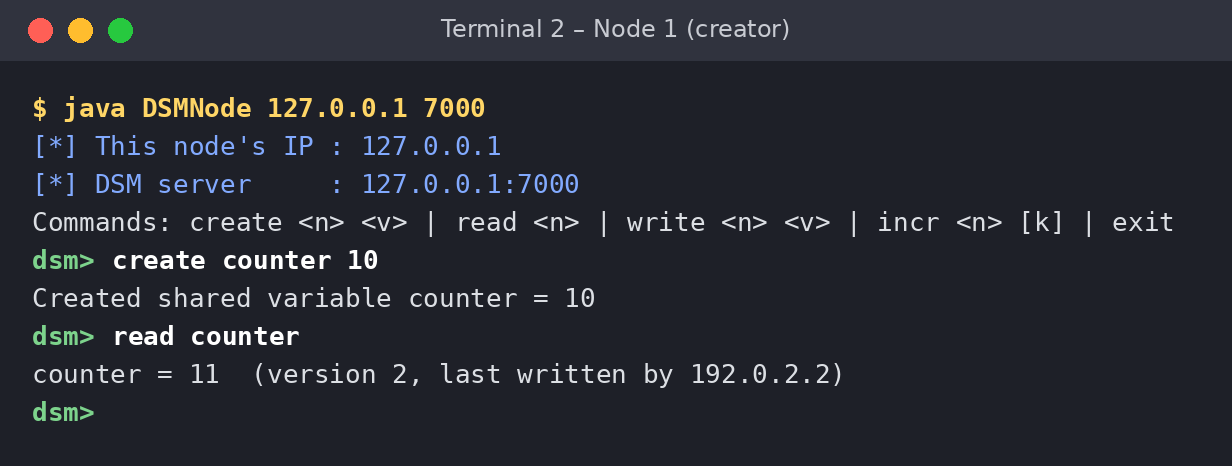 Terminal 2 – Node 1 (creator)
$ java DSMNode 127.0.0.1 7000
[*] This node's IP : 127.0.0.1
[*] DSM server     : 127.0.0.1:7000
Commands: create <n> <v> | read <n> | write <n> <v> | incr <n> [k] | exit
dsm> create counter 10
Created shared variable counter = 10
dsm> read counter
counter = 11  (version 2, last written by 192.0.2.2)
dsm>